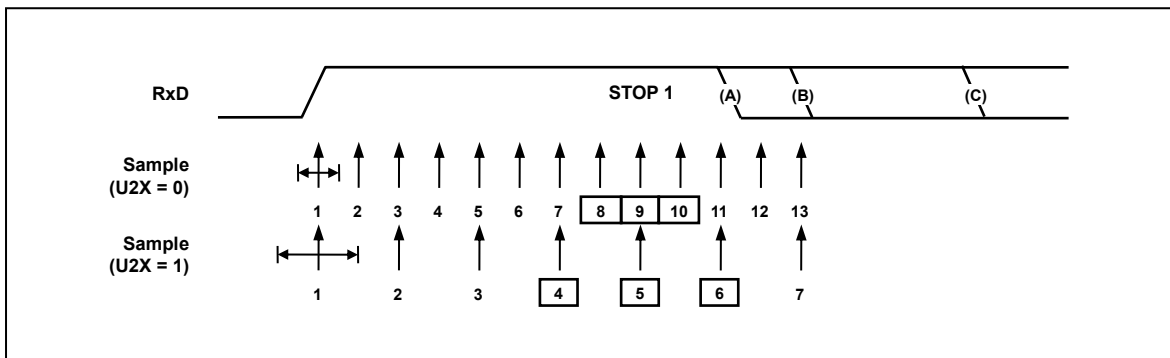 RxD STOP 1 (A) (B) (C)
Sample
(U2X = 0)
1 2 3 4 5 6 7 8 9 10 11 12 13
Sample
(U2X = 1)
1 2 3 4 5 6 7